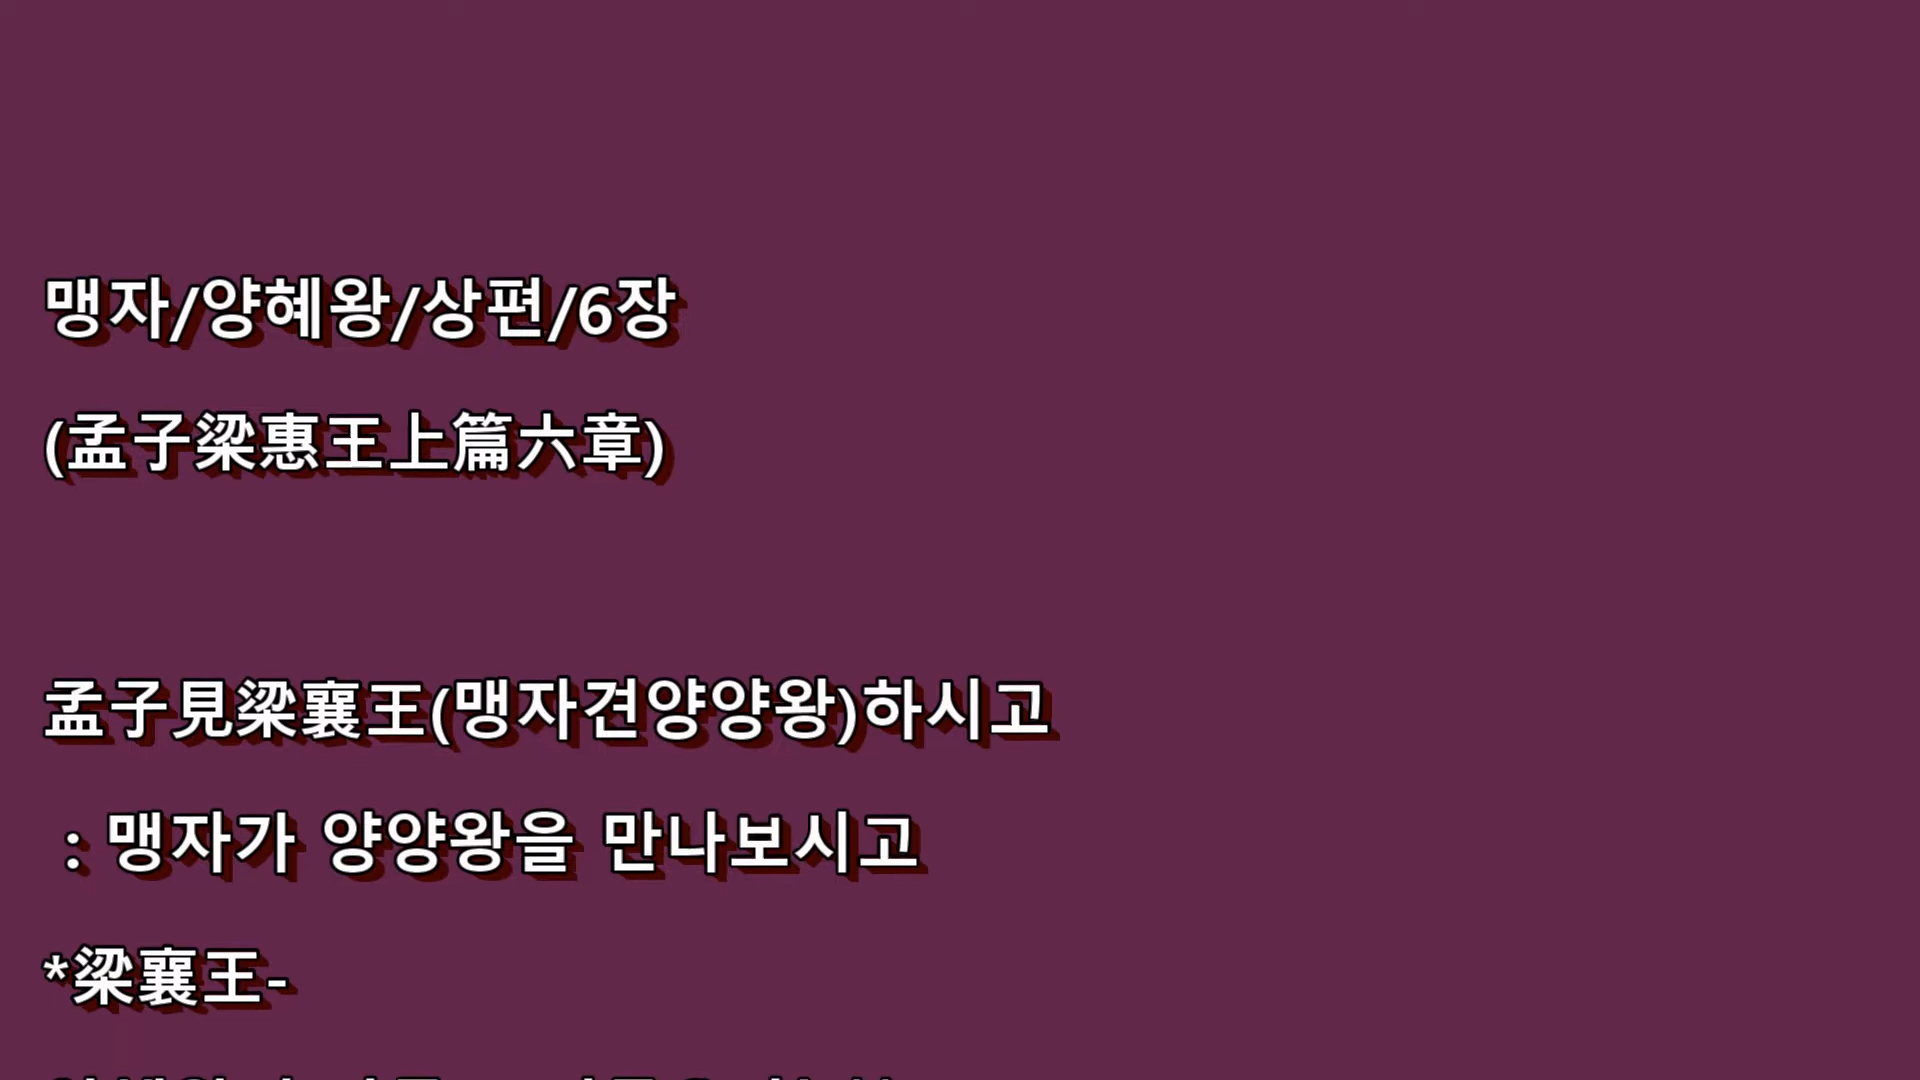 맹자/양혜왕/상편/6장
(孟子梁惠王上篇六章)
孟子見梁襄王(맹자견양양왕)하시고
: 맹자가 양양왕을 만나보시고
*梁襄王-